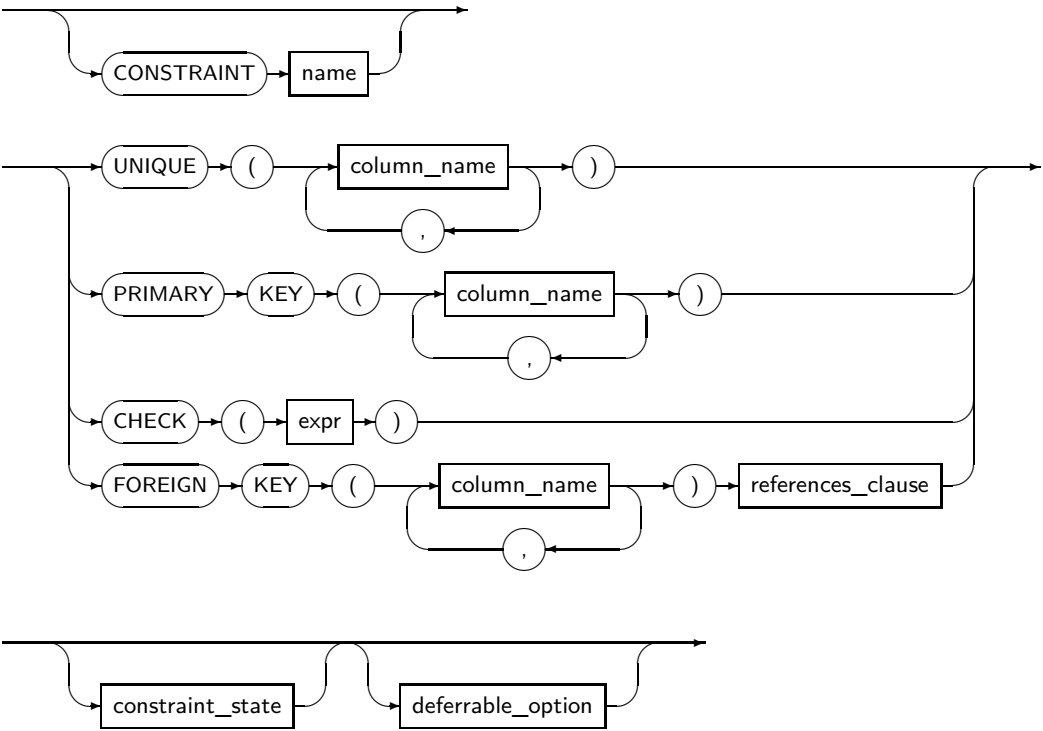 CONSTRAINT name
UNIQUE ( column_name )
,
PRIMARY KEY ( column_name )
,
CHECK ( expr )
FOREIGN KEY ( column_name ) references_clause
,
constraint_state deferrable_option